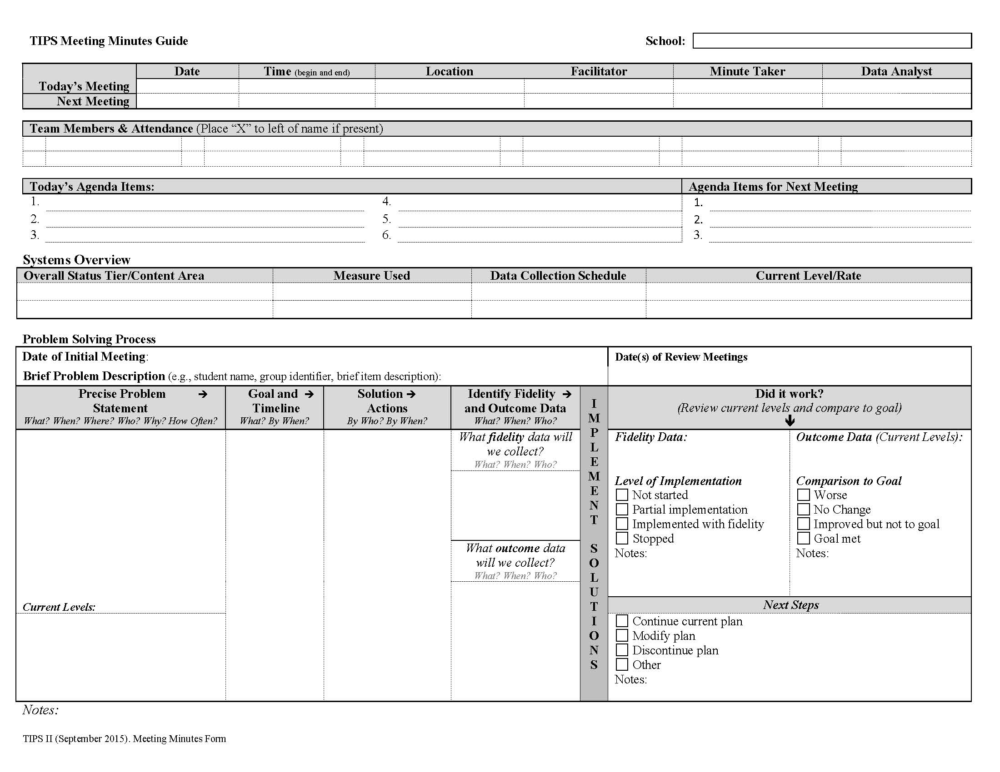 TIPS Meeting Minutes Guide School:
Date Time (begin and end) Location Facilitator Minute Taker Data Analyst
Today’s Meeting
Next Meeting
Team Members & Attendance (Place “X” to left of name if present)
Today’s Agenda Items: Agenda Items for Next Meeting
1. 4. 1.
2. 5. 2.
3. 6. 3.
Systems Overview
Overall Status Tier/Content Area Measure Used Data Collection Schedule Current Level/Rate
Problem Solving Process
Date of Initial Meeting:
Brief Problem Description (e.g., student name, group identifier, brief item description):
Date(s) of Review Meetings
Precise Problem →
Statement
What? When? Where? Who? Why? How Often?
Goal and →
Timeline
What? By When?
Solution →
Actions
By Who? By When?
Identify Fidelity →
and Outcome Data
What? When? Who?
Current Levels:
What fidelity data will
we collect?
What? When? Who?
What outcome data
will we collect?
What? When? Who?
IMPLEMENT SOLUTIONS
Did it work?
(Review current levels and compare to goal)
🡻
Fidelity Data:
Level of Implementation
☐ Not started
☐ Partial implementation
☐ Implemented with fidelity
☐ Stopped
Notes:
Outcome Data (Current Levels):
Comparison to Goal
☐ Worse
☐ No Change
☐ Improved but not to goal
☐ Goal met
Notes:
Next Steps
☐ Continue current plan
☐ Modify plan
☐ Discontinue plan
☐ Other
Notes:
Notes:
TIPS II (September 2015). Meeting Minutes Form